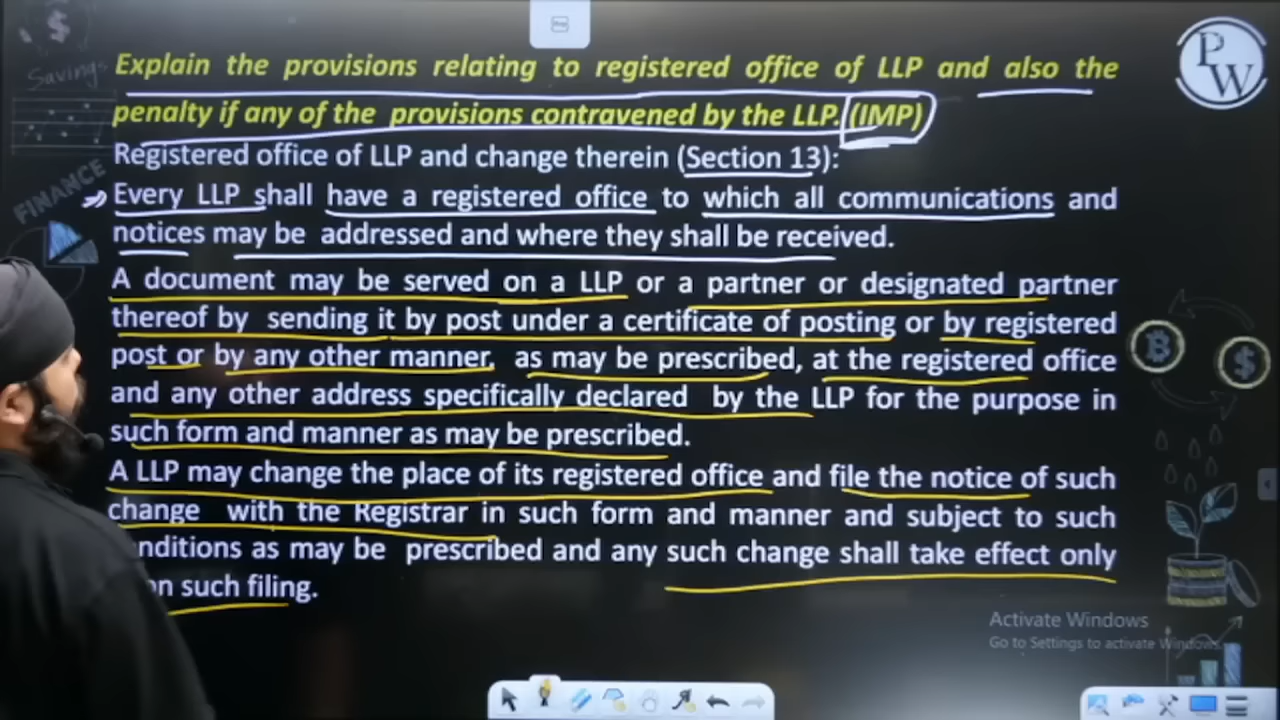 Savings
FINANCE
P
W
Explain the provisions relating to registered office of LLP and also the
penalty if any of the provisions contravened by the LLP. (IMP)
Registered office of LLP and change therein (Section 13):
Every LLP shall have a registered office to which all communications and
notices may be addressed and where they shall be received.
A document may be served on a LLP or a partner or designated partner
thereof by sending it by post under a certificate of posting or by registered
post or by any other manner, as may be prescribed, at the registered office
and any other address specifically declared by the LLP for the purpose in
such form and manner as may be prescribed.
A LLP may change the place of its registered office and file the notice of such
change with the Registrar in such form and manner and subject to such
nditions as may be prescribed and any such change shall take effect only
n such filing.
Activate Windows
Go to Settings to activate Windows.